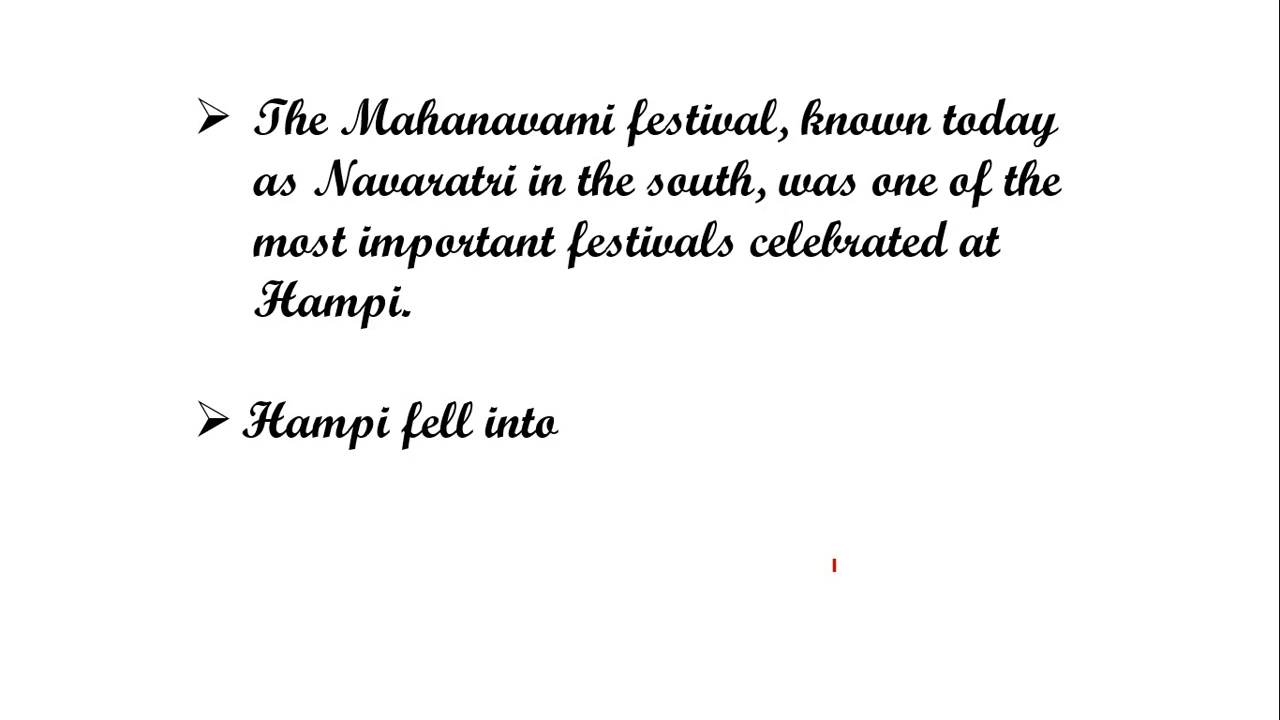 ➢ The Mahanavami festival, known today
as Navaratri in the south, was one of the
most important festivals celebrated at
Hampi.
➢ Hampi fell into